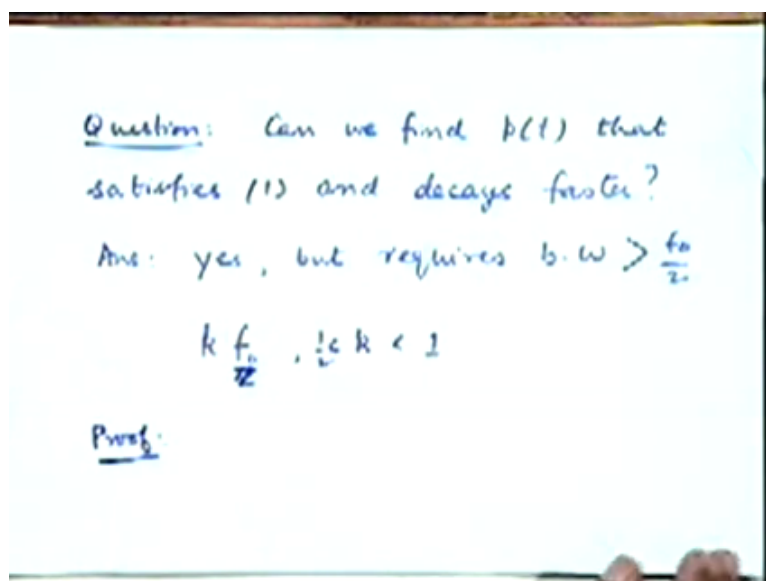 Question: Can we find p(t) that
satisfies (1) and decays faster?
Ans: yes, but requires b.w > f₀/2
k f₀, ½ < k < 1
Proof: